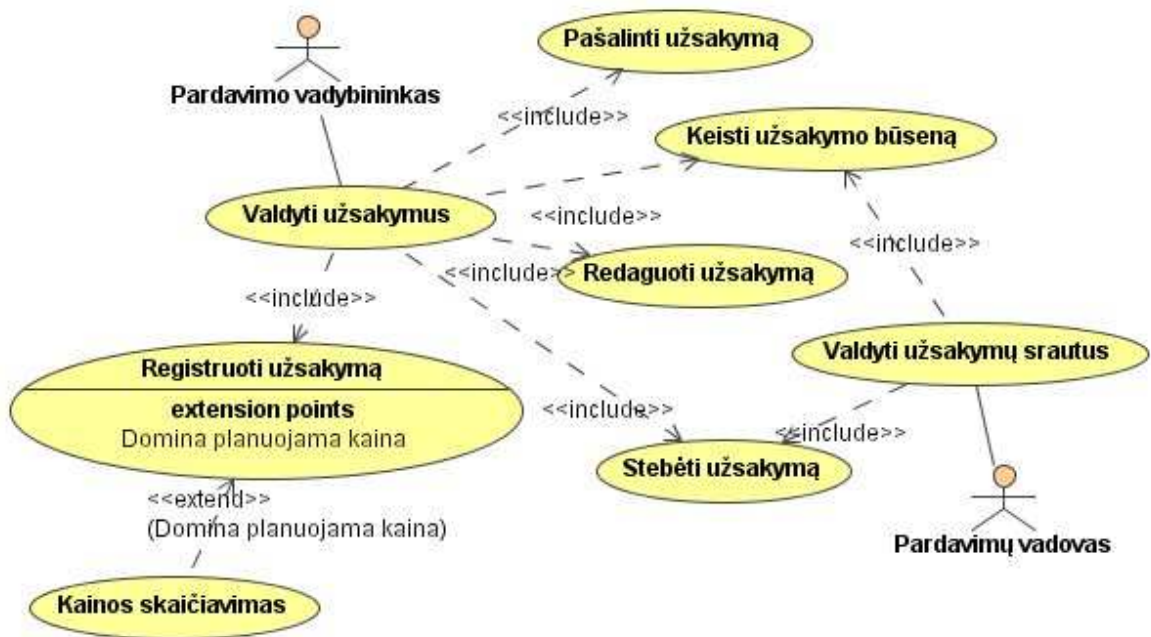 Pašalinti užsakymą
Pardavimo vadybininkas
<<include>>
Keisti užsakymo būseną
Valdyti užsakymus
<<include>>
<<include>>
<<include>>
Redaguoti užsakymą
<<include>>
Valdyti užsakymų srautus
Registruoti užsakymą
extension points
Domina planuojama kaina
<<include>>
<<include>>
Stebėti užsakymą
<<extend>>
(Domina planuojama kaina)
Pardavimų vadovas
Kainos skaičiavimas